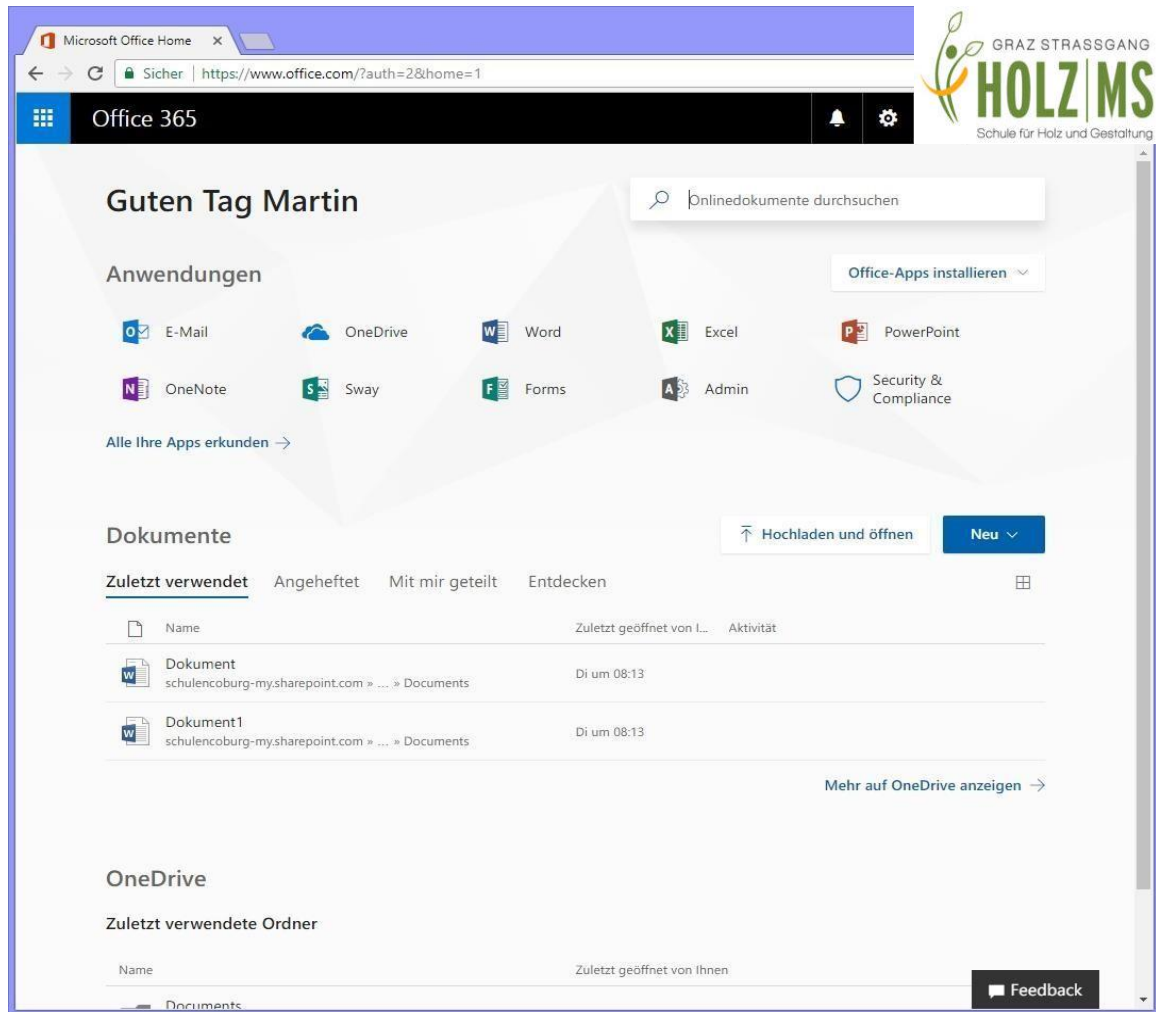 Microsoft Office Home
Sicher | https://www.office.com/?auth=2&home=1
GRAZ STRASSGANG
HOLZ|MS
Schule für Holz und Gestaltung
Office 365
Guten Tag Martin
Onlinedokumente durchsuchen
Anwendungen
Office-Apps installieren
E-Mail
OneDrive
Word
Excel
PowerPoint
OneNote
Sway
Forms
Admin
Security &
Compliance
Alle Ihre Apps erkunden →
Dokumente
Hochladen und öffnen
Neu
Zuletzt verwendet Angeheftet Mit mir geteilt Entdecken
Name Zuletzt geöffnet von I... Aktivität
Dokument
schulencoburg-my.sharepoint.com » ... » Documents
Di um 08:13
Dokument1
schulencoburg-my.sharepoint.com » ... » Documents
Di um 08:13
Mehr auf OneDrive anzeigen →
OneDrive
Zuletzt verwendete Ordner
Name Zuletzt geöffnet von Ihnen
Documents
Feedback